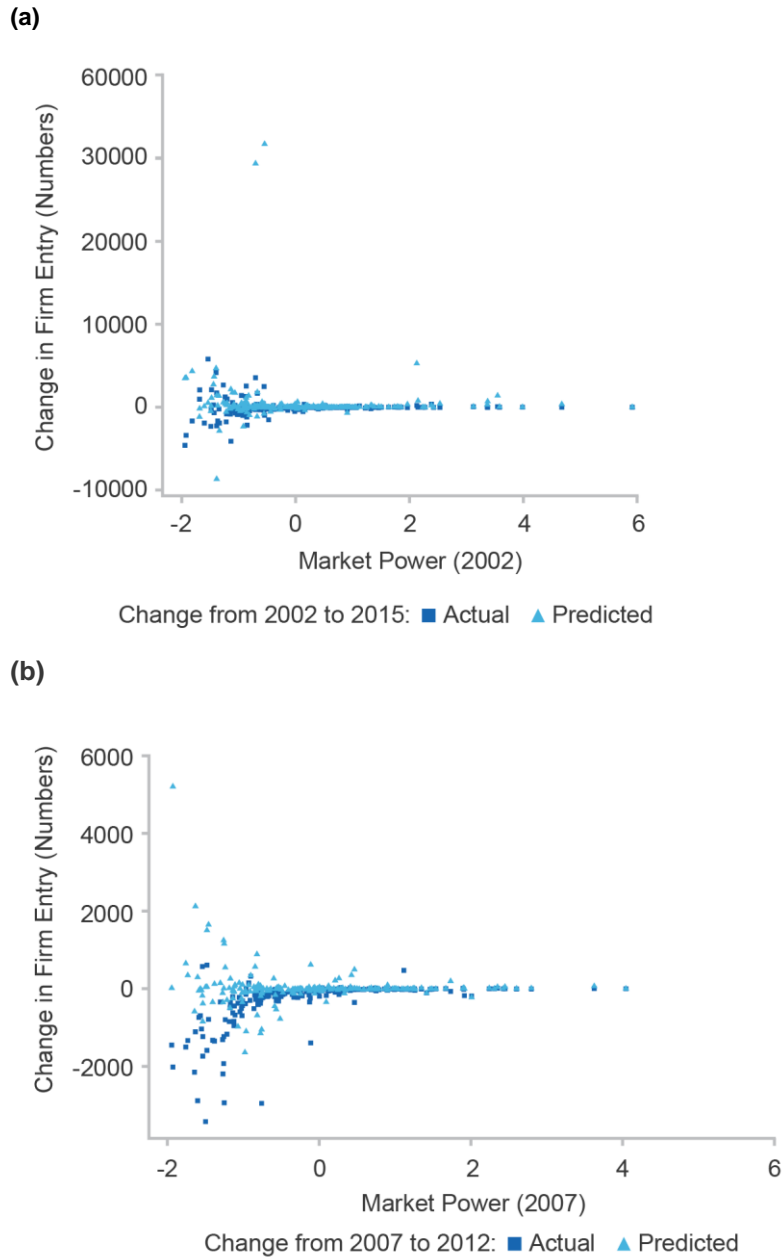 (a)
Change in Firm Entry (Numbers)
60000
30000
20000
10000
0
-10000
-2 0 2 4 6
Market Power (2002)
Change from 2002 to 2015: Actual Predicted
(b)
Change in Firm Entry (Numbers)
6000
4000
2000
0
-2000
-2 0 2 4 6
Market Power (2007)
Change from 2007 to 2012: Actual Predicted